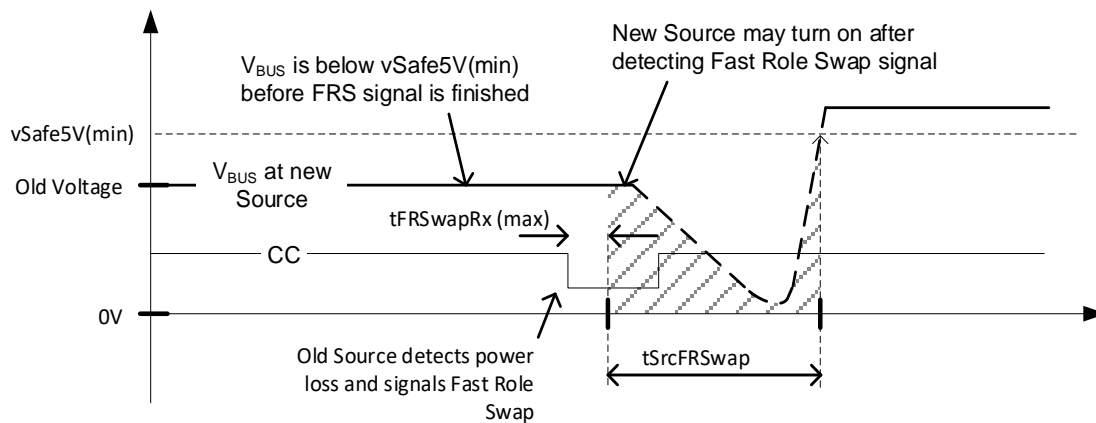 New Source may turn on after
detecting Fast Role Swap signal
VBUS is below vSafe5V(min)
before FRS signal is finished
vSafe5V(min)
Old Voltage
VBUS at new
Source
tFRSwapRx (max)
CC
0V
Old Source detects power
loss and signals Fast Role
Swap
tSrcFRSwap